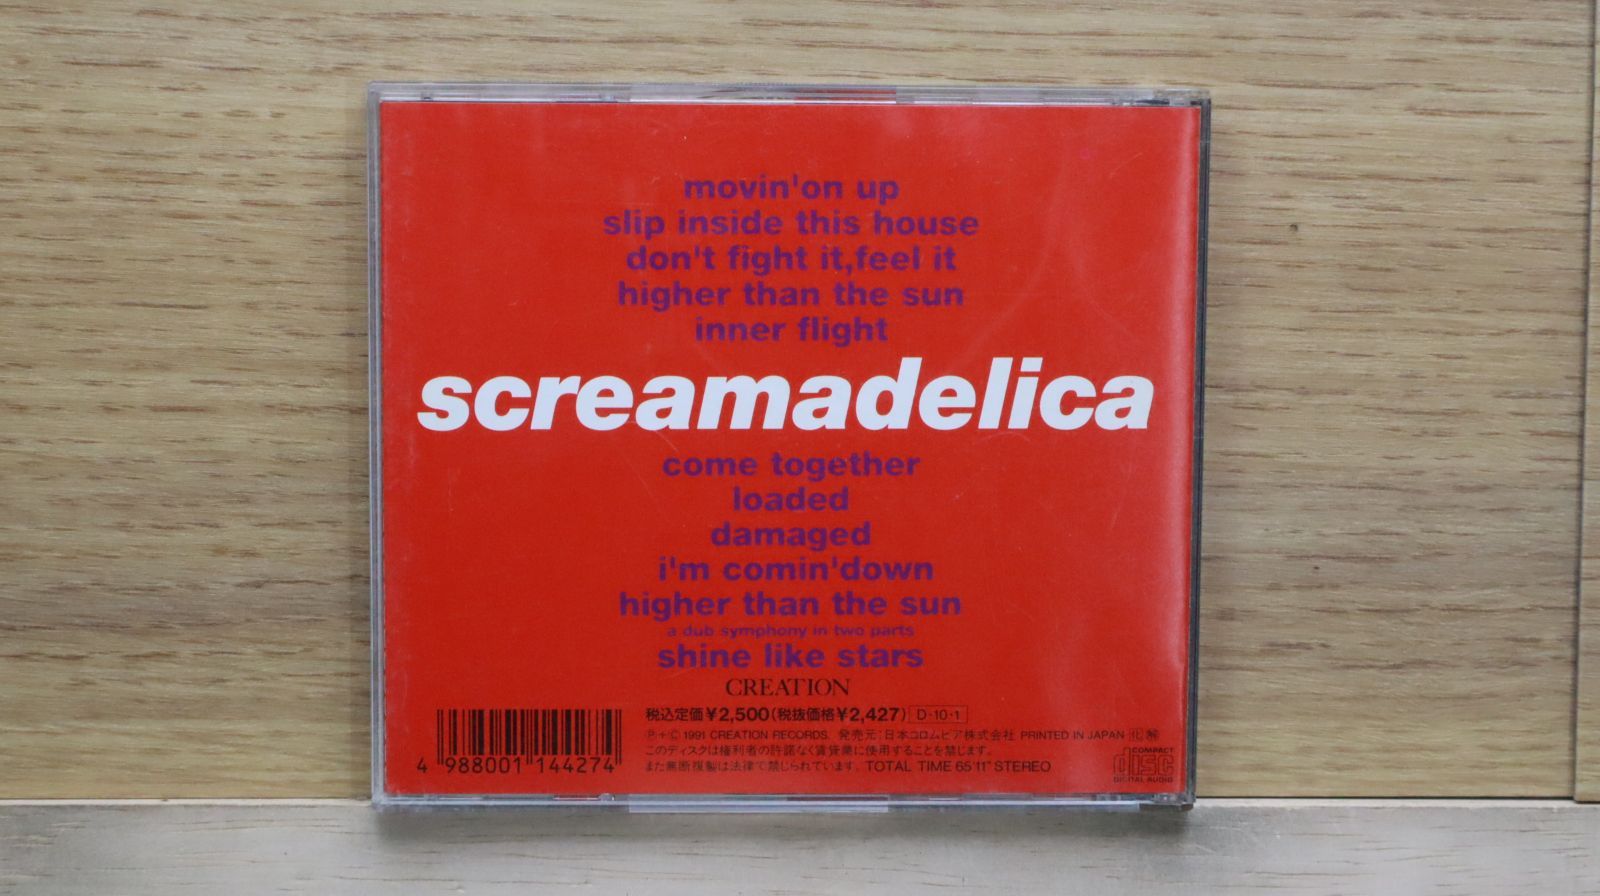 movin'on up
slip inside this house
don't fight it,feel it
higher than the sun
inner flight
screamadelica
come together
loaded
damaged
i'm comin'down
higher than the sun
a dub symphony in two parts
shine like stars
CREATION
税込定価¥2,500(税抜価格¥2,427) D·10·1
Ⓟ+Ⓒ 1991 CREATION RECORDS. 発売元:日本コロムビア株式会社 PRINTED IN JAPAN
このディスクは権利者の許諾なく賃貸業に使用することを禁じます。
また無断複製は法律で禁じられています。 TOTAL TIME 65'11" STEREO
4 988001 144274
COMPACT
disc
DIGITAL AUDIO